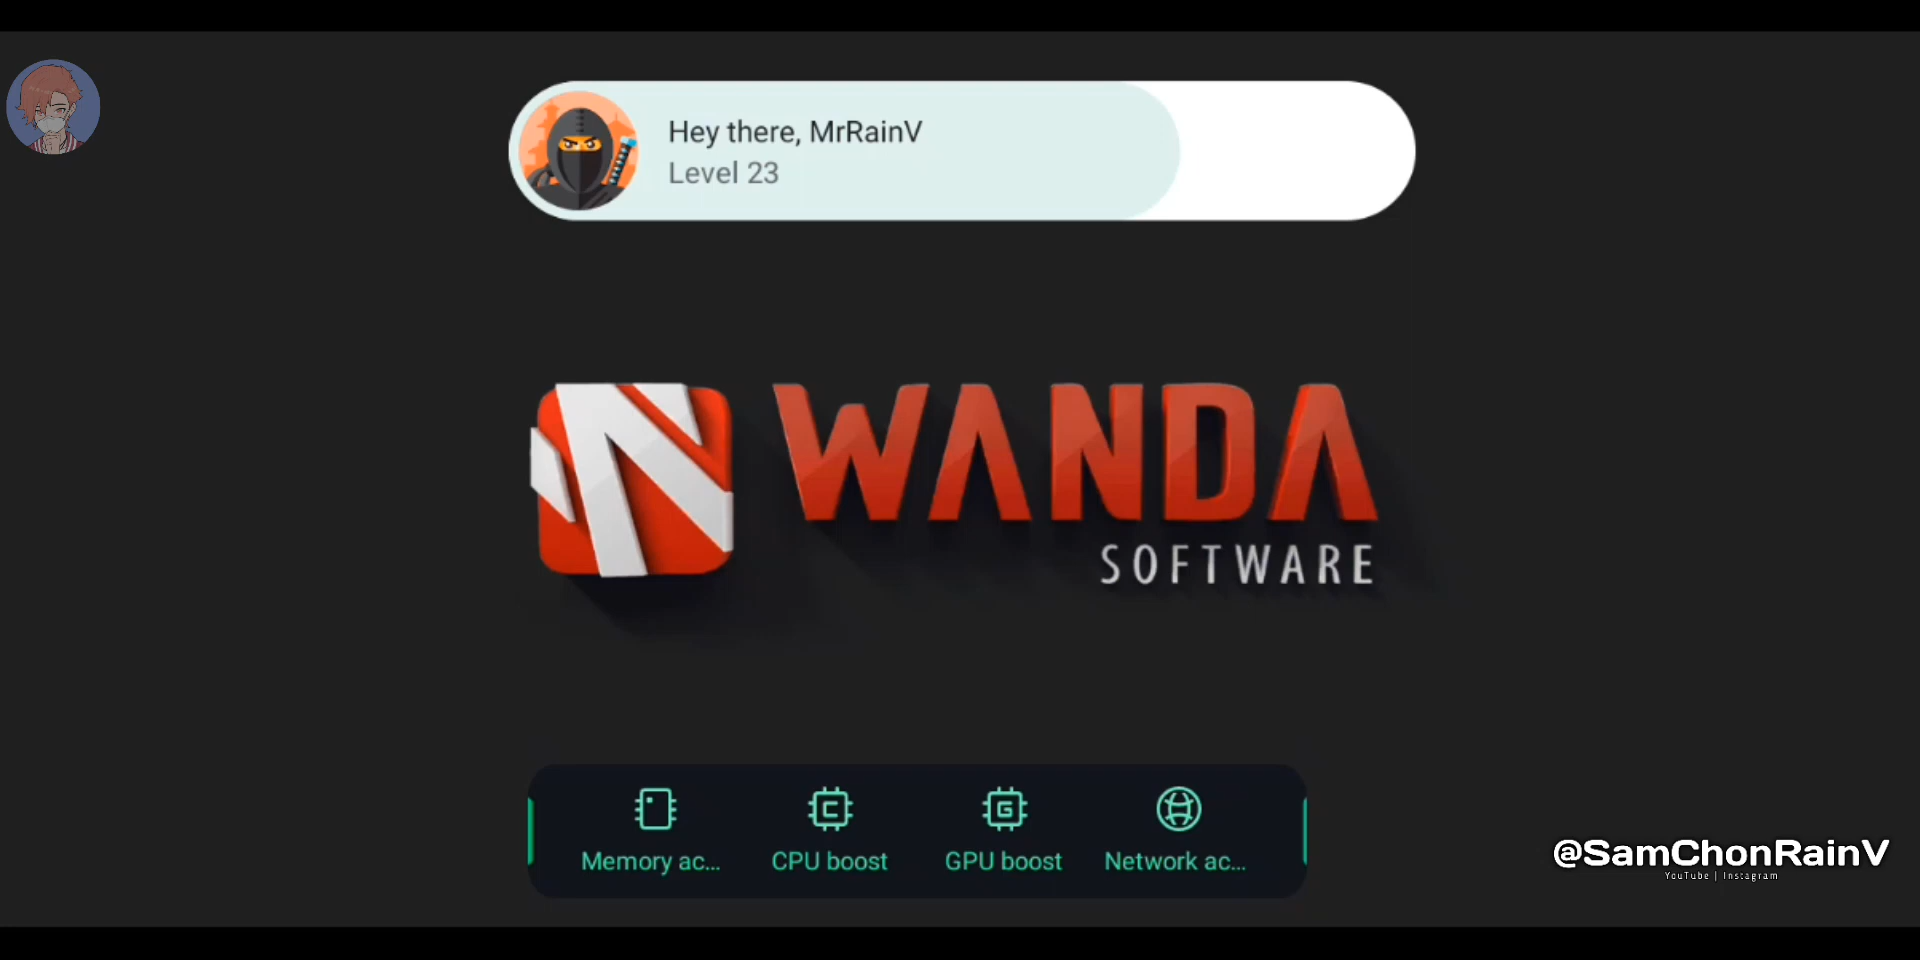 Hey there, MrRainV
Level 23
WANDA
SOFTWARE
Memory ac...
CPU boost
GPU boost
Network ac...
@SamChonRainV
YouTube | Instagram